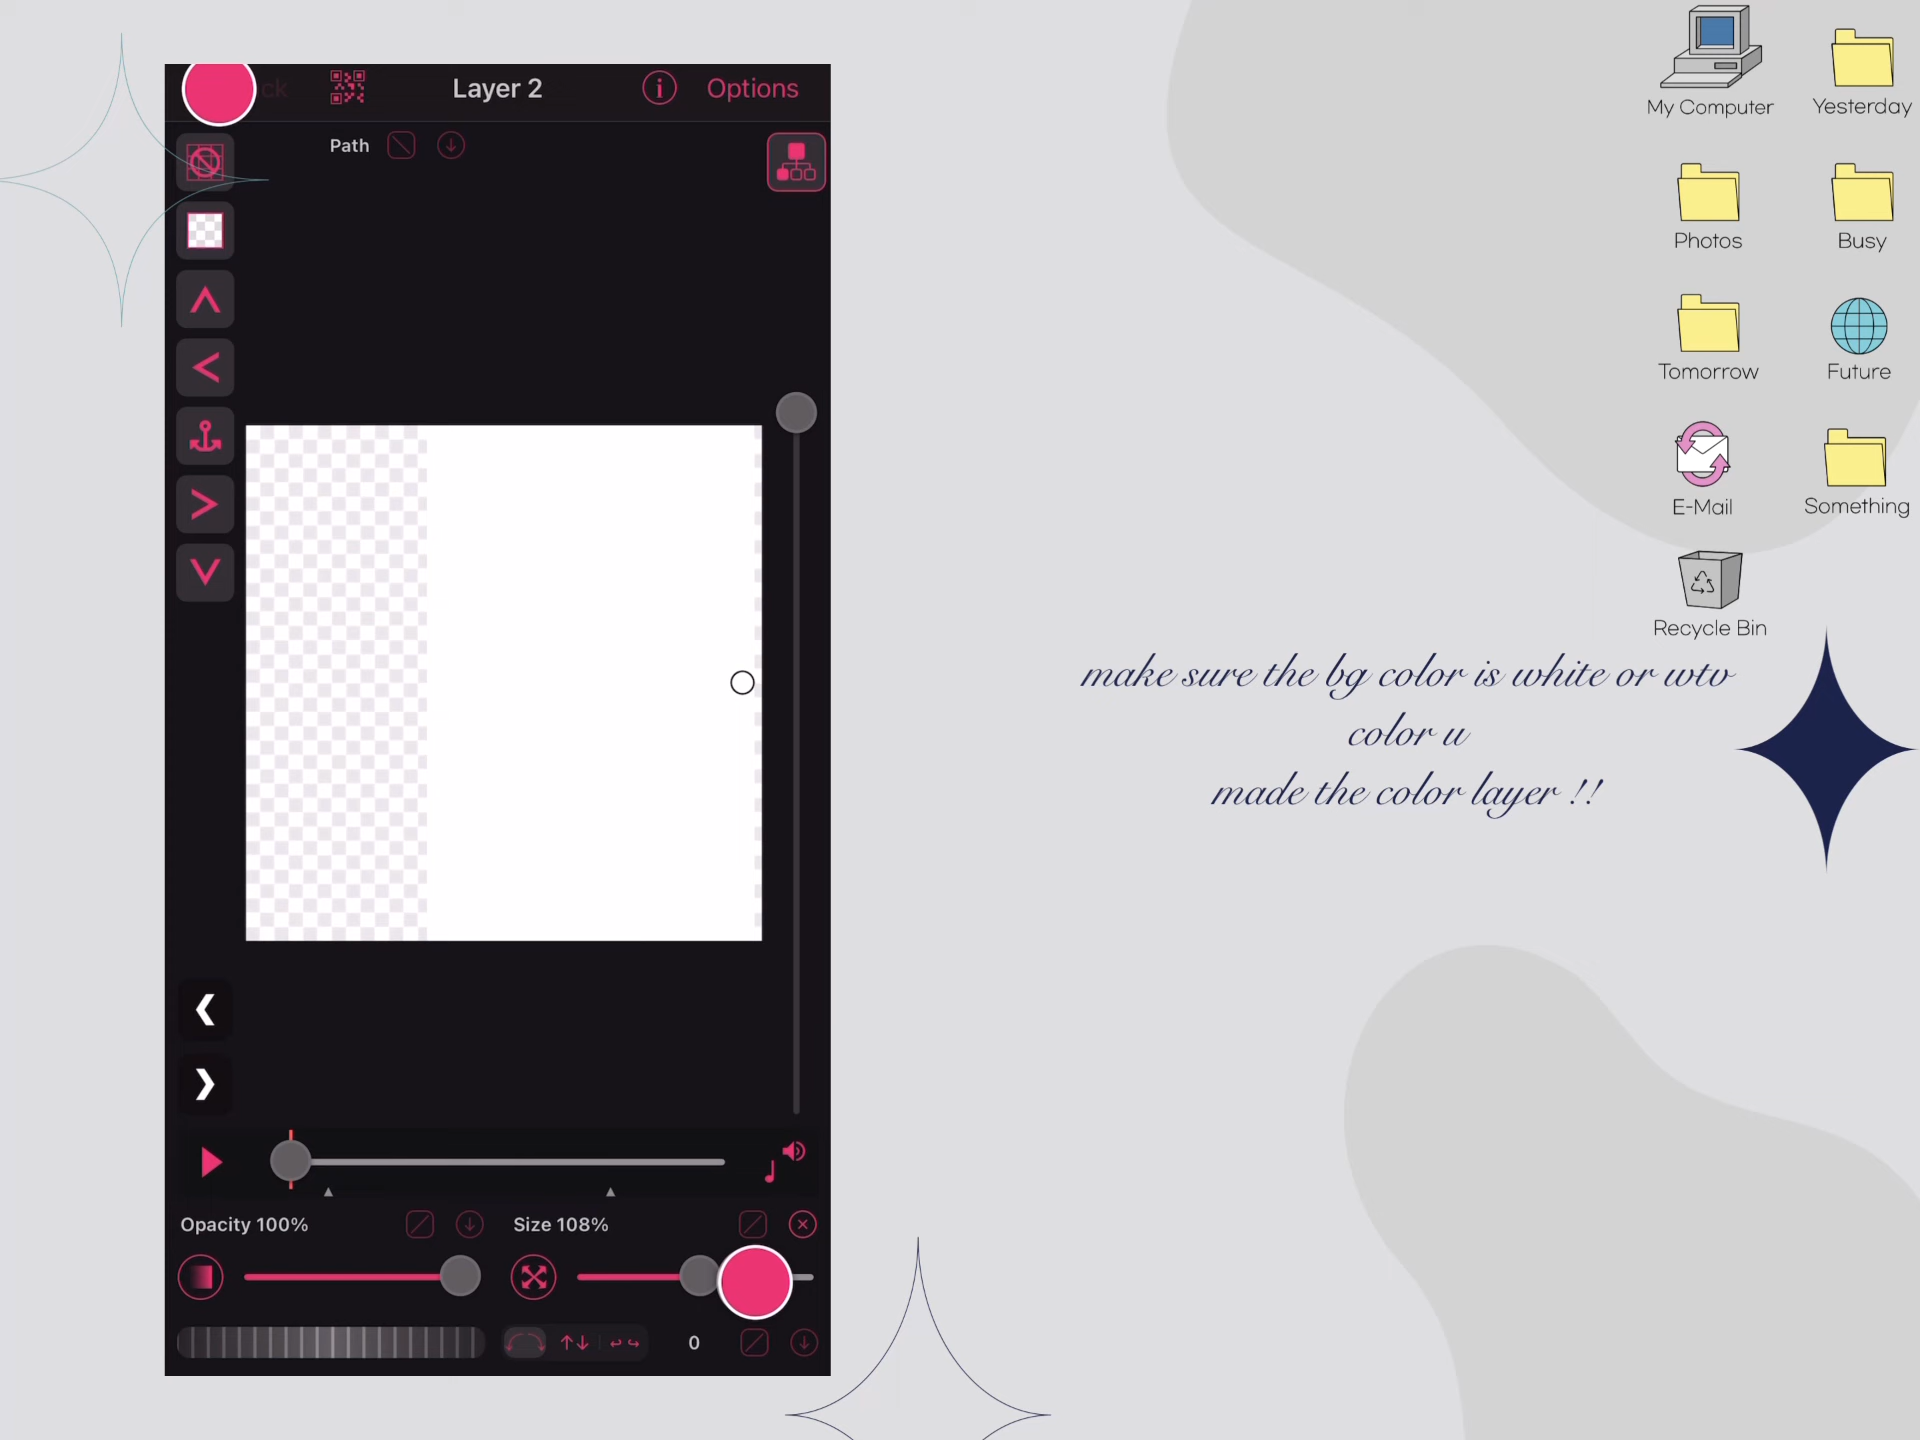 Layer 2
Options
Path
Opacity 100%
Size 108%
0
My Computer
Yesterday
Photos
Busy
Tomorrow
Future
E-Mail
Something
Recycle Bin
make sure the bg color is white or wtv
color u
made the color layer !!